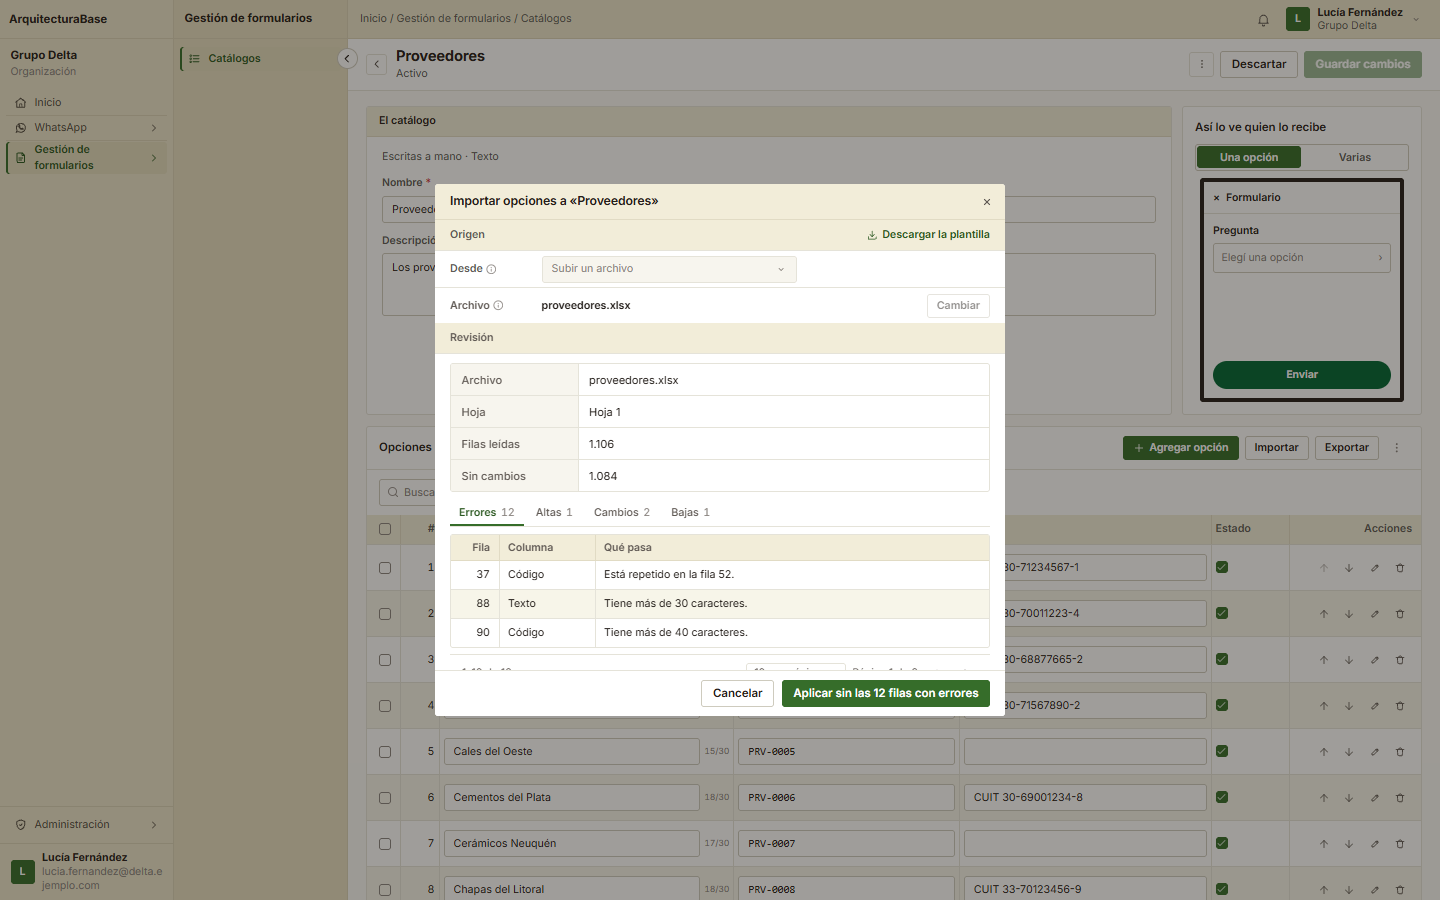 ArquitecturaBase
Gestión de formularios
Inicio / Gestión de formularios / Catálogos
L
Lucía Fernández
Grupo Delta
Grupo Delta
Organización
Inicio
WhatsApp
Gestión de
formularios
Catálogos
Proveedores
Activo
Descartar
Guardar cambios
El catálogo
Escritas a mano · Texto
Nombre *
Así lo ve quien lo recibe
Una opción
Varias
× Formulario
Pregunta
Elegí una opción
Enviar
Importar opciones a «Proveedores»
Origen
Descargar la plantilla
Desde
Subir un archivo
Archivo
proveedores.xlsx
Cambiar
Revisión
Archivo
proveedores.xlsx
Hoja
Hoja 1
Filas leídas
1.106
Sin cambios
1.084
Errores 12
Altas 1
Cambios 2
Bajas 1
Fila
Columna
Qué pasa
37
Código
Está repetido en la fila 52.
88
Texto
Tiene más de 30 caracteres.
90
Código
Tiene más de 40 caracteres.
Cancelar
Aplicar sin las 12 filas con errores
Opciones
Agregar opción
Importar
Exportar
#
Estado
Acciones
1
30-71234567-1
2
30-70011223-4
3
30-68877665-2
4
30-71567890-2
5
Cales del Oeste
15/30
PRV-0005
6
Cementos del Plata
18/30
PRV-0006
CUIT 30-69001234-8
7
Cerámicos Neuquén
17/30
PRV-0007
8
Chapas del Litoral
18/30
PRV-0008
CUIT 33-70123456-9
Administración
L
Lucía Fernández
lucia.fernandez@delta.e
jemplo.com